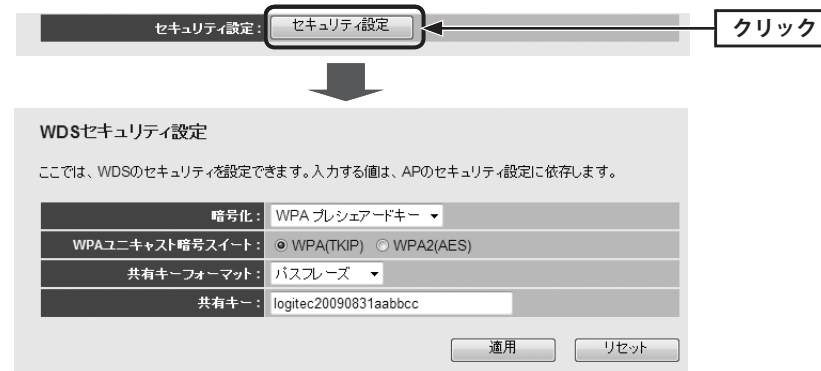 セキュリティ設定: セキュリティ設定 クリック
WDSセキュリティ設定
ここでは、WDSのセキュリティを設定できます。入力する値は、APのセキュリティ設定に依存します。
暗号化: WPA プレシェアードキー
WPAユニキャスト暗号スイート: WPA(TKIP) WPA2(AES)
共有キーフォーマット: パスフレーズ
共有キー: logitec20090831aabbcc
適用 リセット